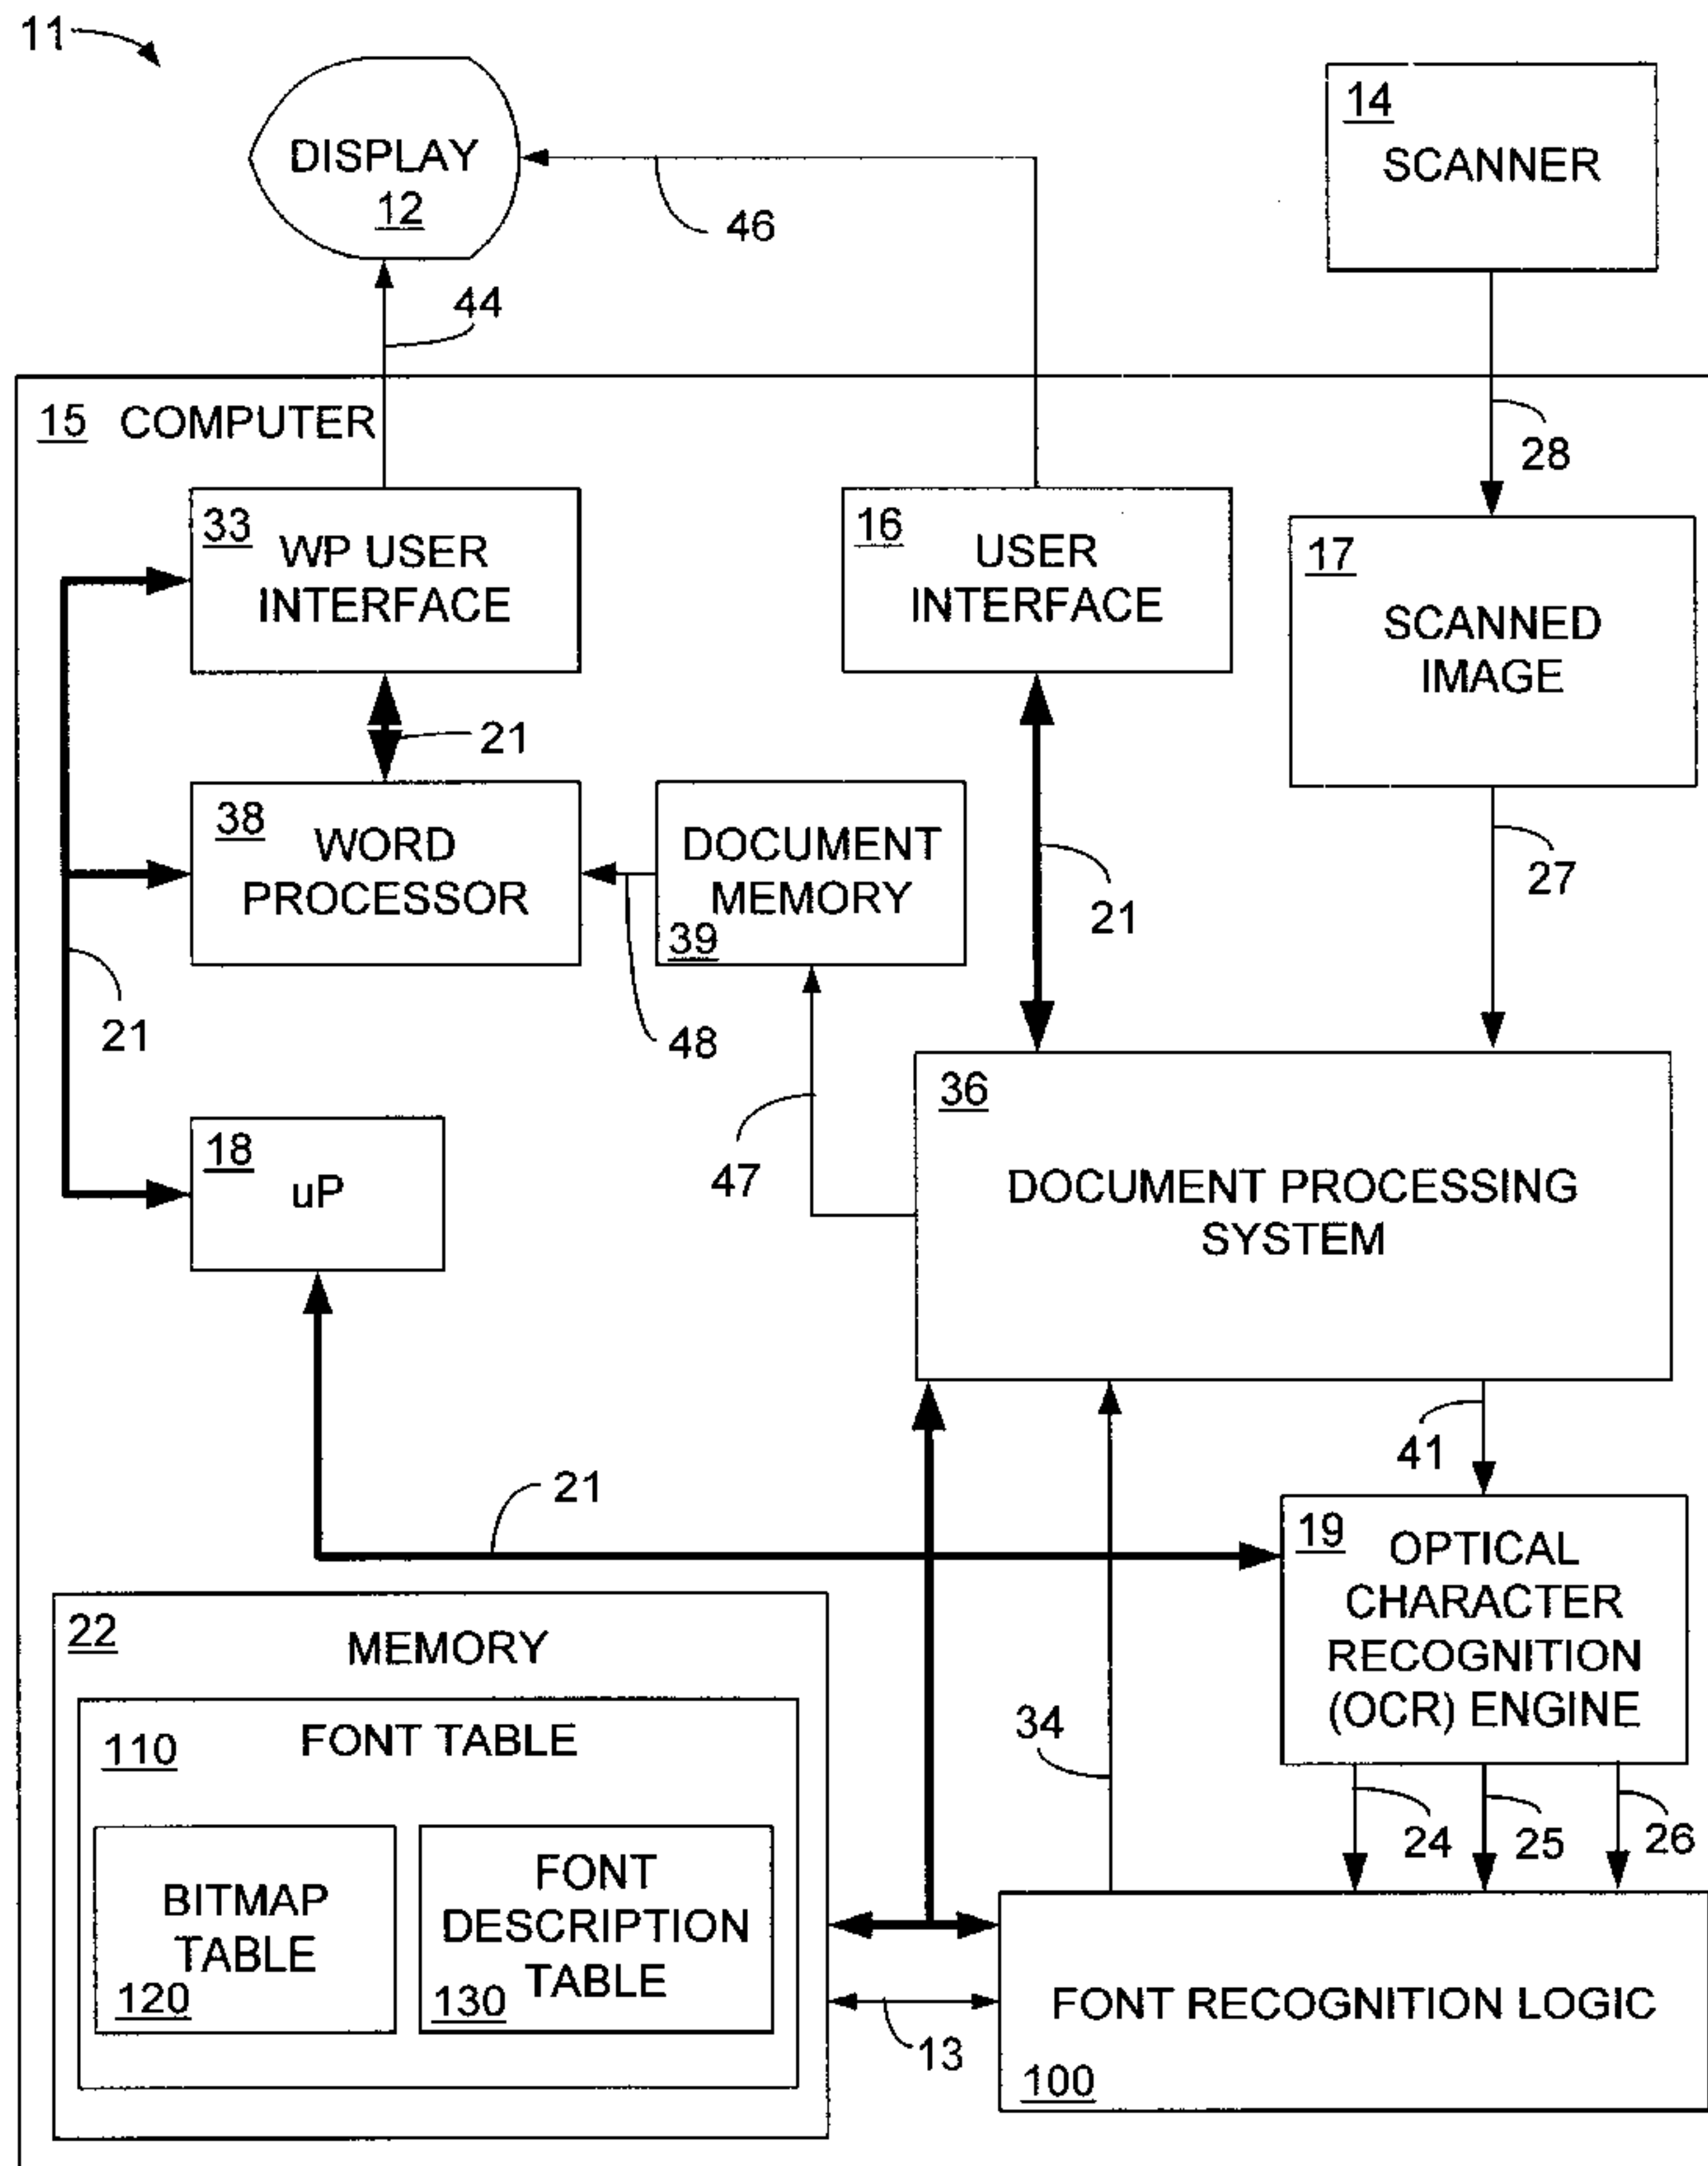 11
DISPLAY
12
46
14
SCANNER
44
15 COMPUTER
28
33
WP USER
INTERFACE
16
USER
INTERFACE
17
SCANNED
IMAGE
21
38
WORD
PROCESSOR
DOCUMENT
MEMORY
39
21
27
21
48
36
DOCUMENT PROCESSING
SYSTEM
47
18
uP
41
21
19
OPTICAL
CHARACTER
RECOGNITION
(OCR) ENGINE
22
MEMORY
110
FONT TABLE
34
24
25
26
BITMAP
TABLE
120
FONT
DESCRIPTION
TABLE
130
13
FONT RECOGNITION LOGIC
100